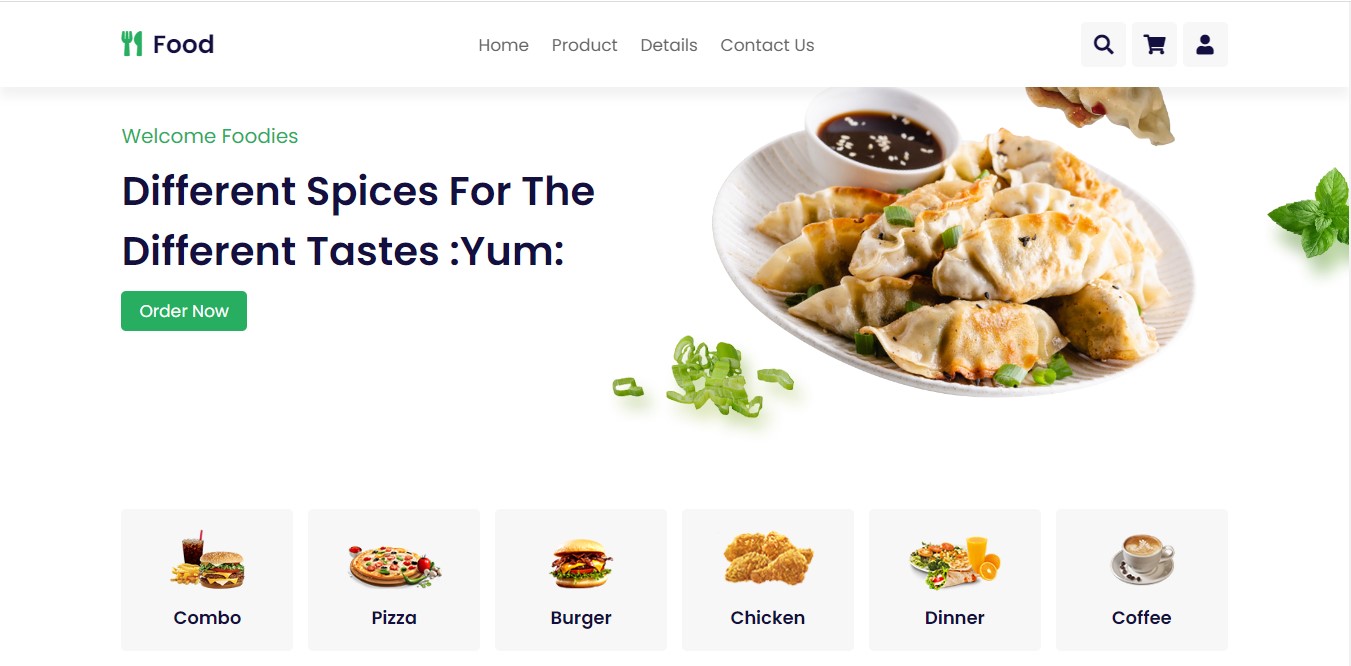 Food
Home Product Details Contact Us
Welcome Foodies
Different Spices For The
Different Tastes :Yum:
Order Now
Combo Pizza Burger Chicken Dinner Coffee